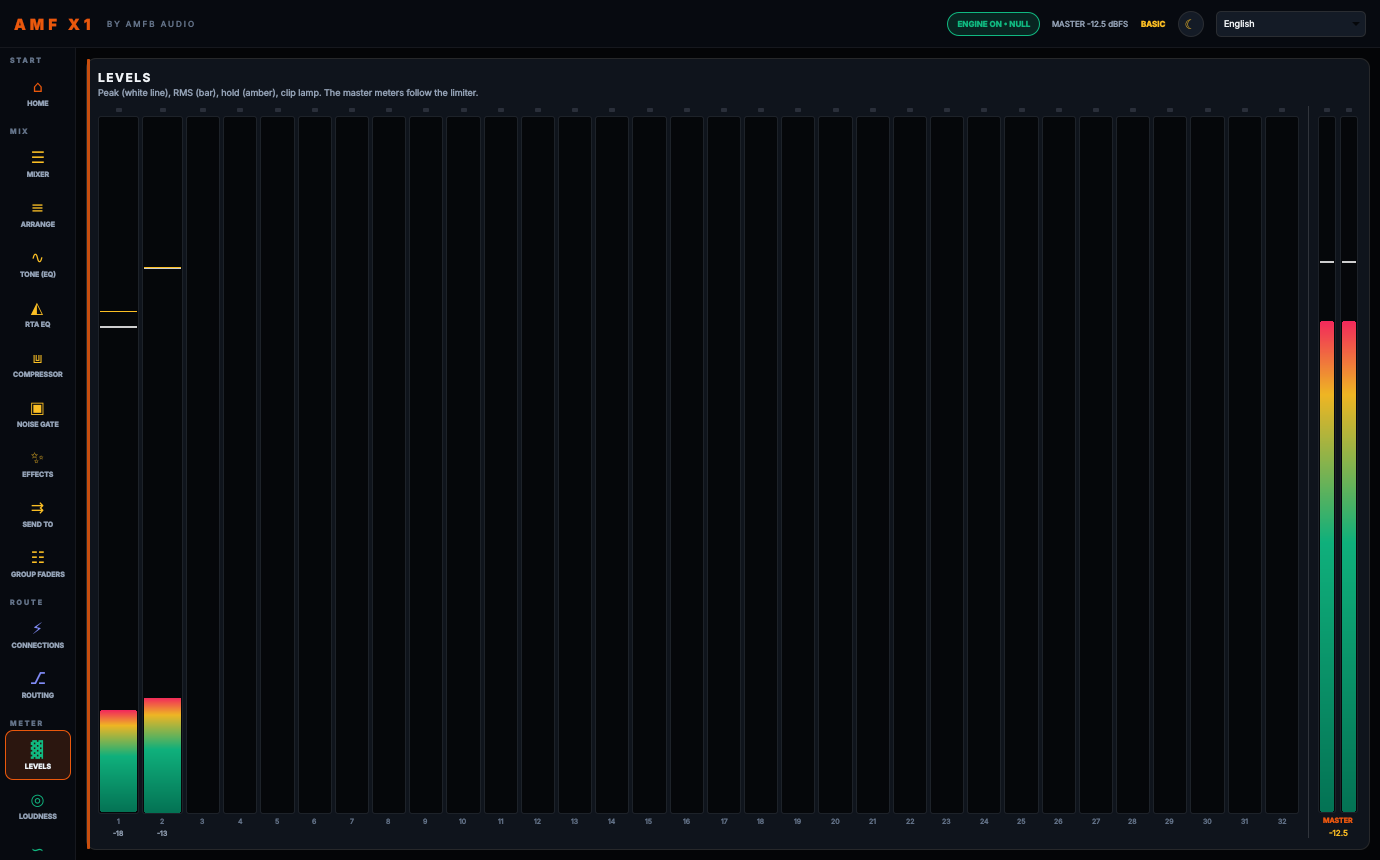 AMF X1 BY AMFB AUDIO
ENGINE ON • NULL MASTER -12.5 dBFS BASIC English
START
HOME
MIX
MIXER
ARRANGE
TONE (EQ)
RTA EQ
COMPRESSOR
NOISE GATE
EFFECTS
SEND TO
GROUP FADERS
ROUTE
CONNECTIONS
ROUTING
METER
LEVELS
LOUDNESS
LEVELS
Peak (white line), RMS (bar), hold (amber), clip lamp. The master meters follow the limiter.
1 2 3 4 5 6 7 8 9 10 11 12 13 14 15 16 17 18 19 20 21 22 23 24 25 26 27 28 29 30 31 32 MASTER
-18 -13 -12.5